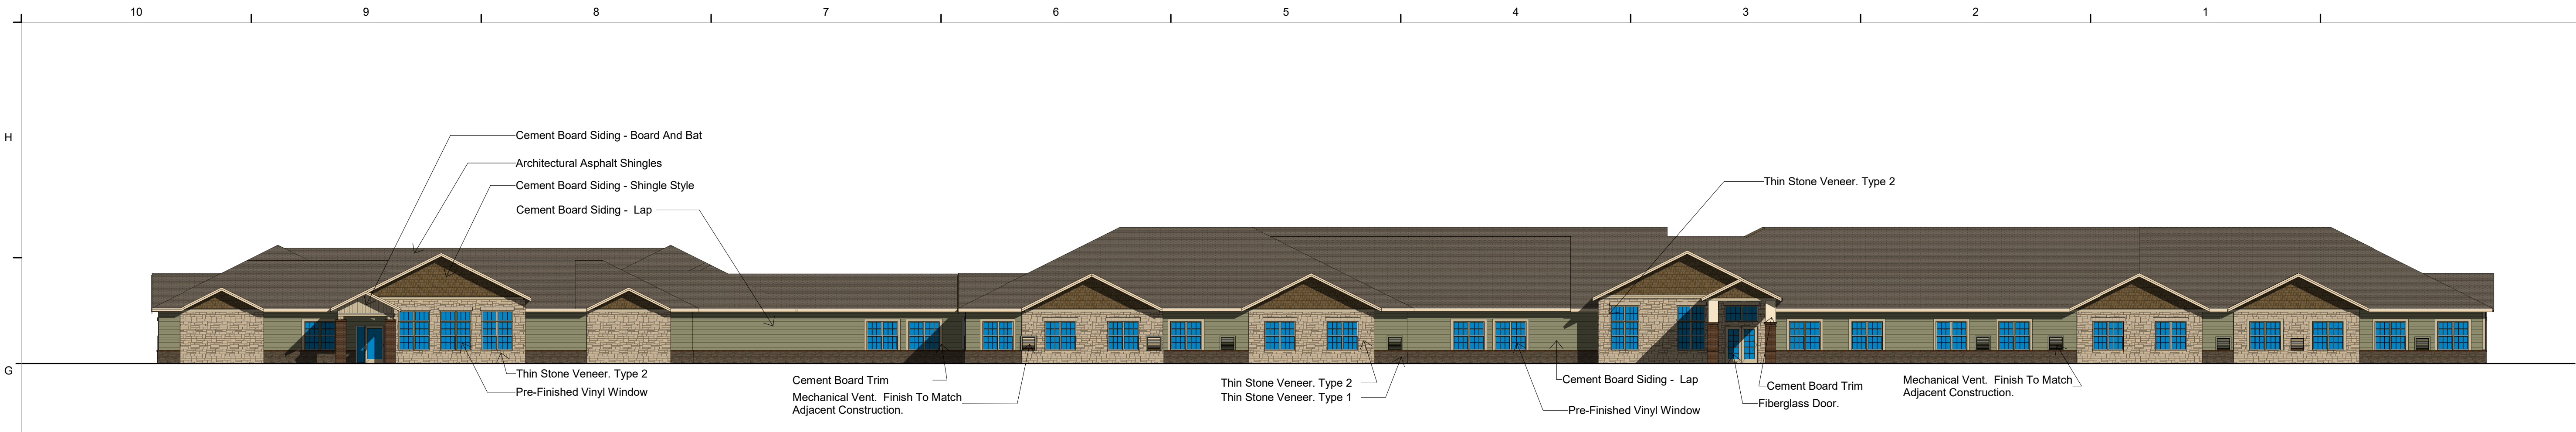 10 9 8 7 6 5 4 3 2 1
H
Cement Board Siding - Board And Bat
Architectural Asphalt Shingles
Cement Board Siding - Shingle Style
Cement Board Siding - Lap
Thin Stone Veneer. Type 2
G
Thin Stone Veneer. Type 2
Pre-Finished Vinyl Window
Cement Board Trim
Mechanical Vent. Finish To Match
Adjacent Construction.
Thin Stone Veneer. Type 2
Thin Stone Veneer. Type 1
Cement Board Siding - Lap
Pre-Finished Vinyl Window
Cement Board Trim
Fiberglass Door.
Mechanical Vent. Finish To Match
Adjacent Construction.